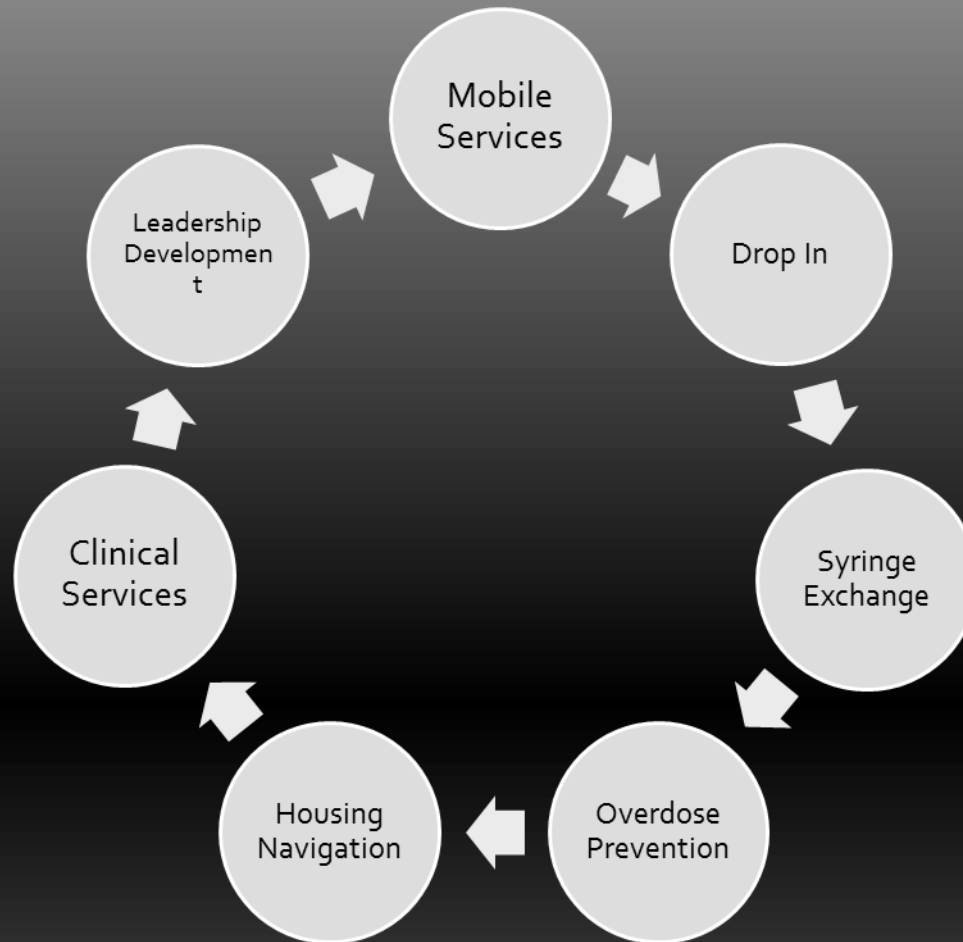 Mobile
Services
Drop In
Syringe
Exchange
Overdose
Prevention
Housing
Navigation
Clinical
Services
Leadership
Developmen
t